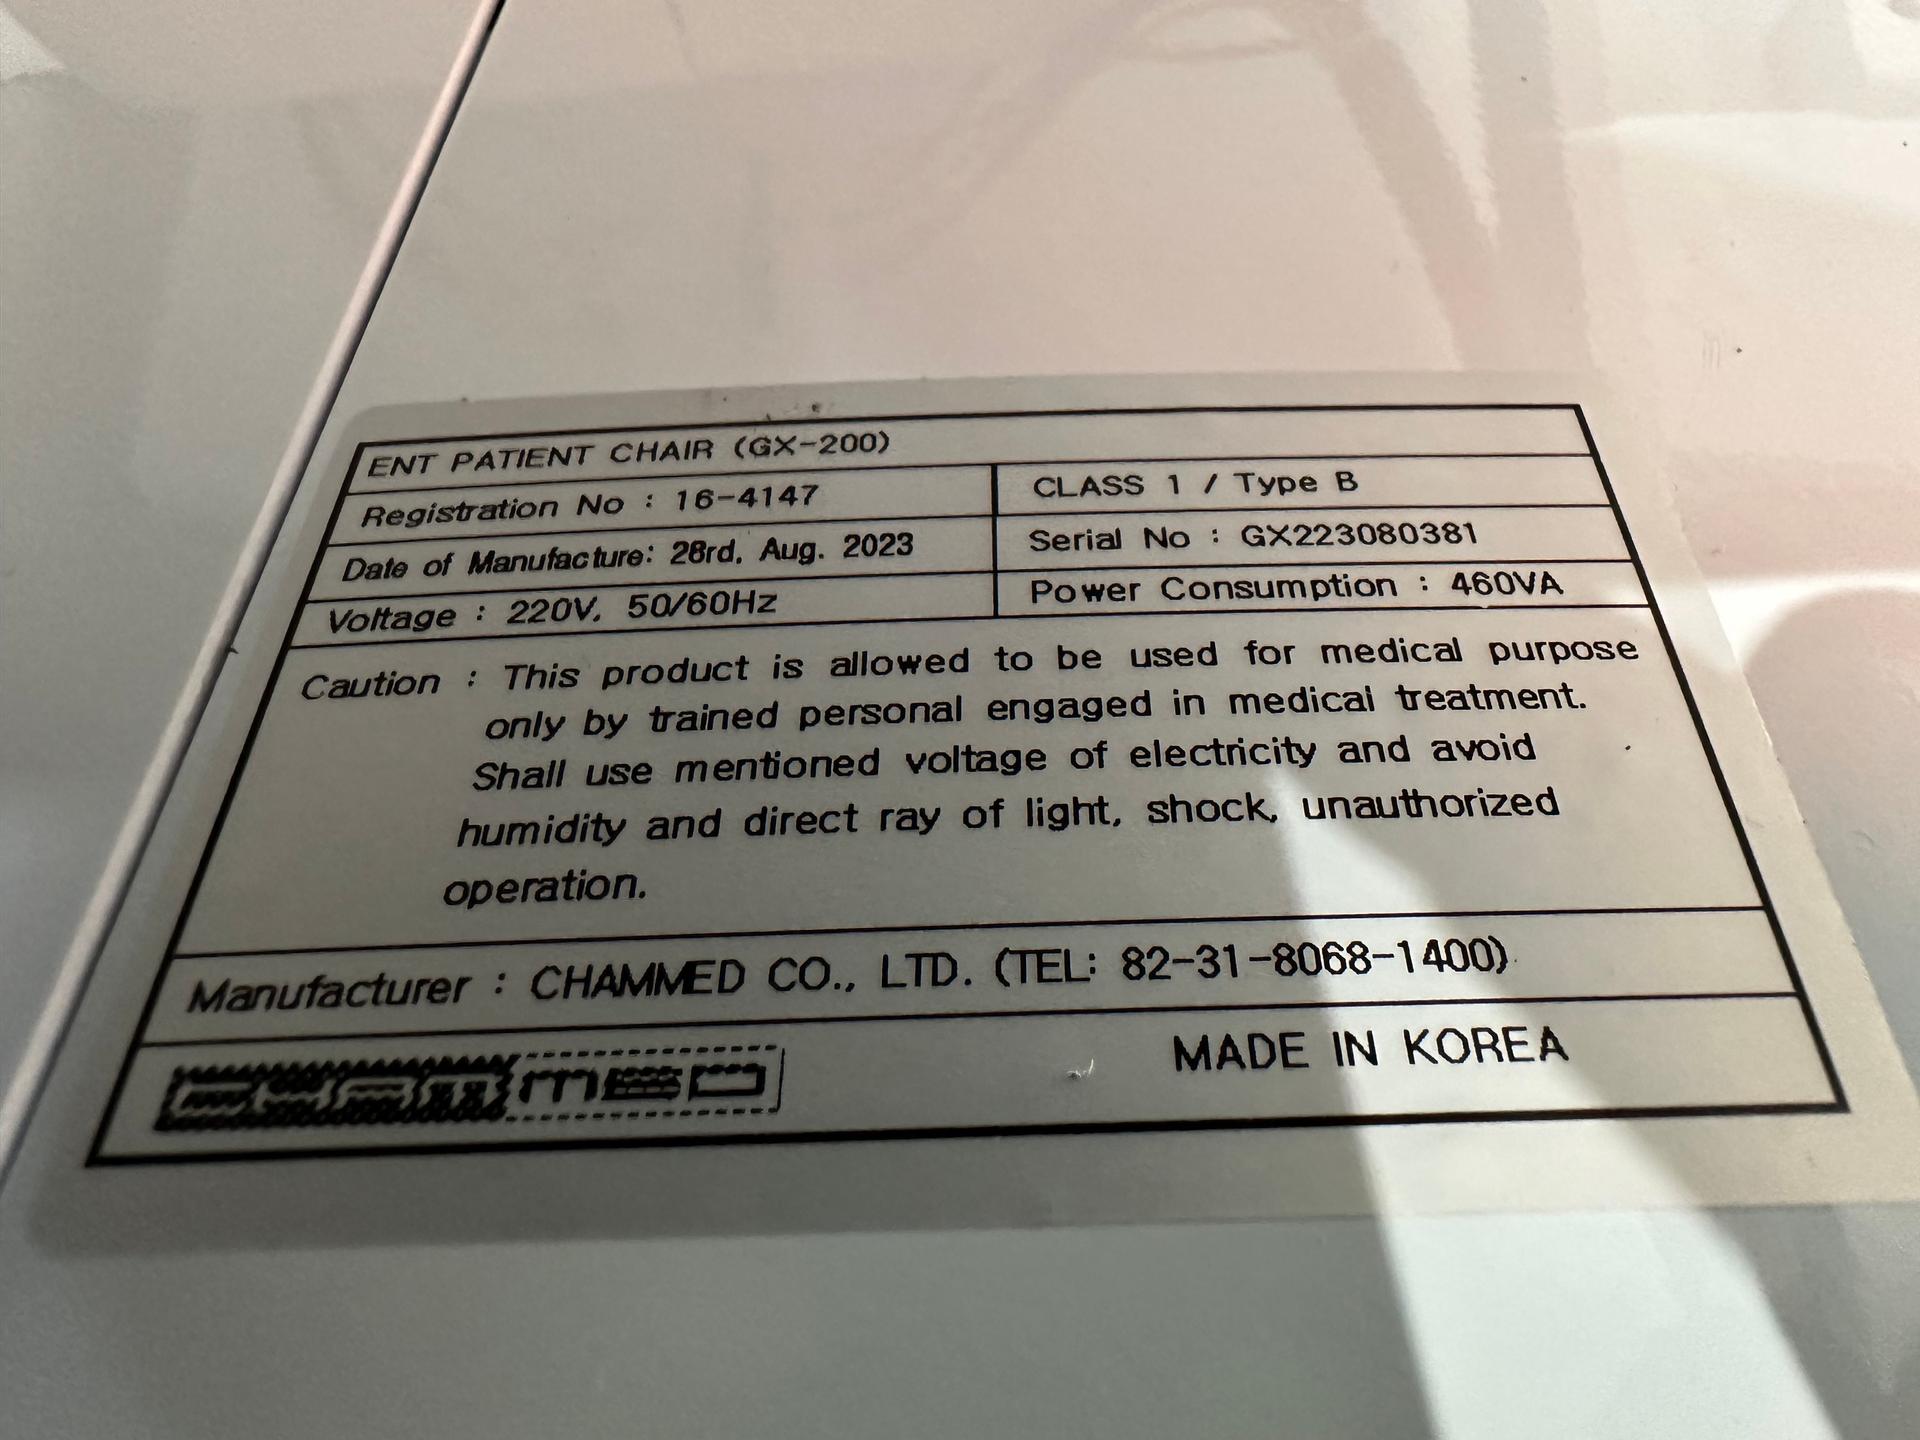 ENT PATIENT CHAIR (GX-200)
Registration No : 16-4147
CLASS 1 / Type B
Date of Manufacture: 28rd, Aug. 2023
Serial No : GX223080381
Voltage : 220V, 50/60Hz
Power Consumption : 460VA
Caution : This product is allowed to be used for medical purpose
only by trained personal engaged in medical treatment.
Shall use mentioned voltage of electricity and avoid
humidity and direct ray of light, shock, unauthorized
operation.
Manufacturer : CHAMMED CO., LTD. (TEL: 82-31-8068-1400)
MADE IN KOREA